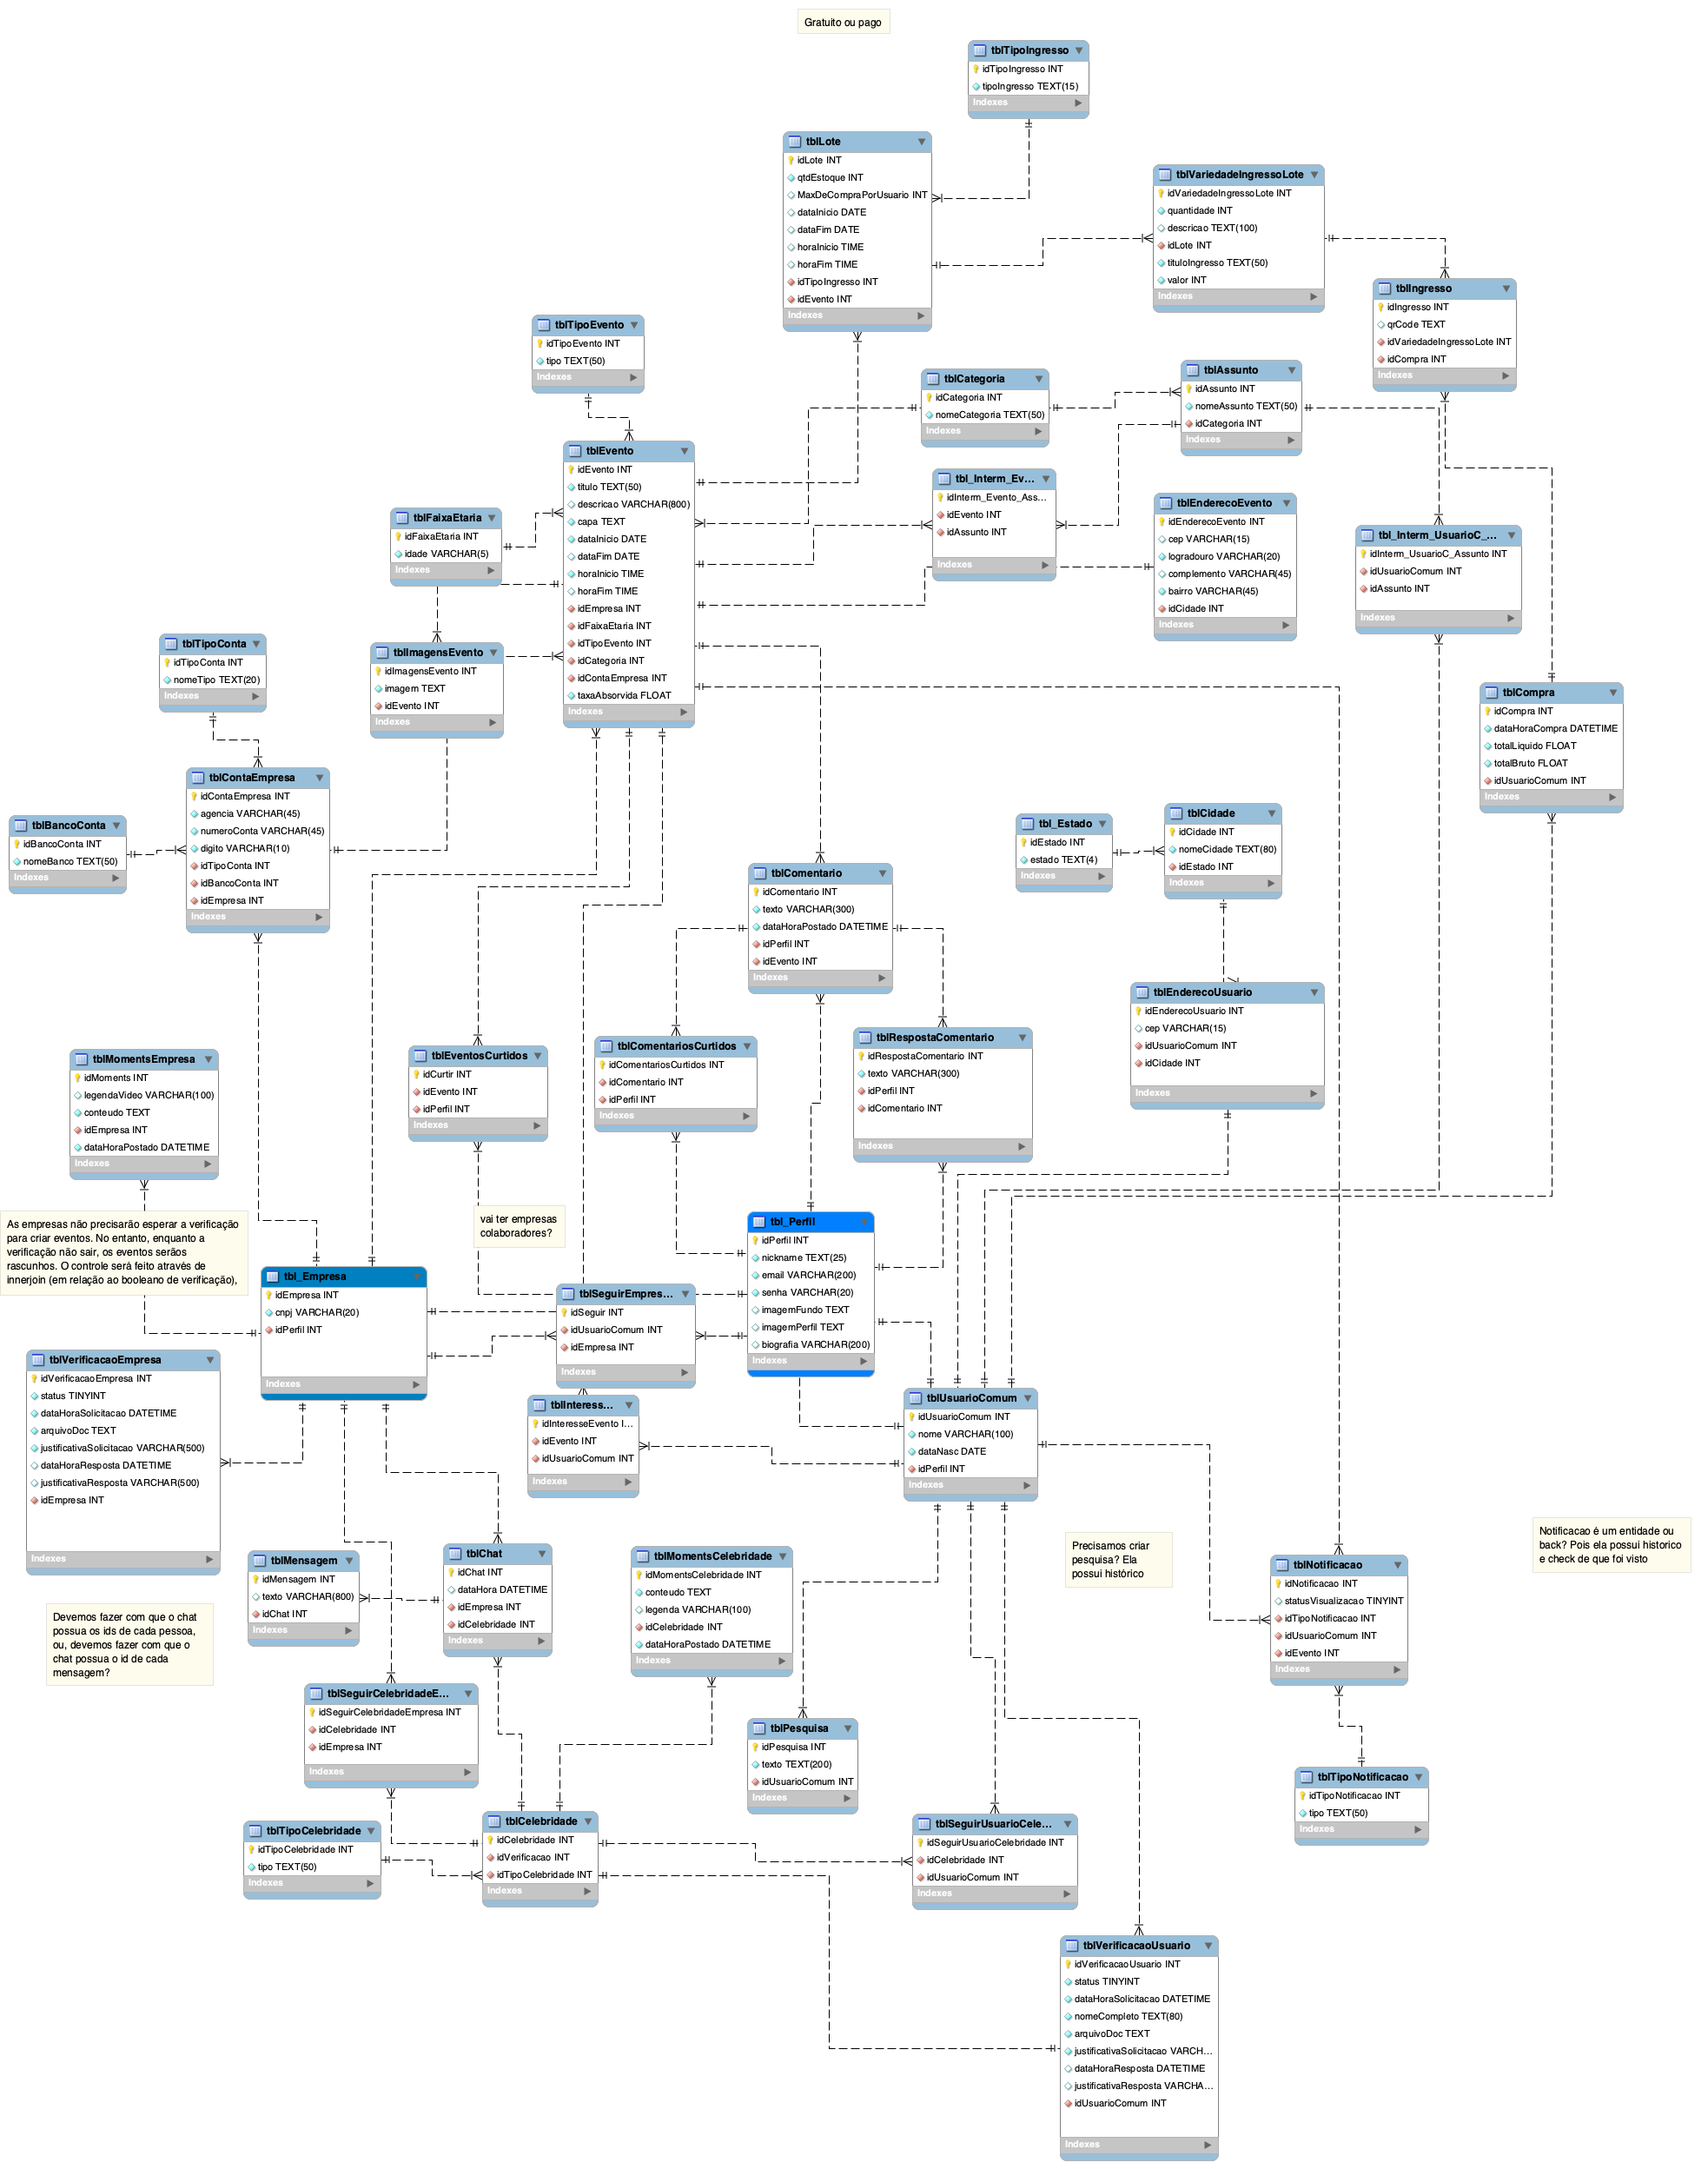 Gratuito ou pago
tblTipoIngresso
idTipoIngresso INT
tipoIngresso TEXT(15)
Indexes
tblLote
idLote INT
qtdEstoque INT
MaxDeCompraPorUsuario INT
dataInicio DATE
dataFim DATE
horaInicio TIME
horaFim TIME
idTipoIngresso INT
idEvento INT
Indexes
tblVariedadeIngressoLote
idVariedadeIngressoLote INT
quantidade INT
descricao TEXT(100)
idLote INT
tituloIngresso TEXT(50)
valor INT
Indexes
tblIngresso
idIngresso INT
qrCode TEXT
idVariedadeIngressoLote INT
idCompra INT
Indexes
tblTipoEvento
idTipoEvento INT
tipo TEXT(50)
Indexes
tblCategoria
idCategoria INT
nomeCategoria TEXT(50)
Indexes
tblAssunto
idAssunto INT
nomeAssunto TEXT(50)
idCategoria INT
Indexes
tblEvento
idEvento INT
titulo TEXT(50)
descricao VARCHAR(800)
capa TEXT
dataInicio DATE
dataFim DATE
horaInicio TIME
horaFim TIME
idEmpresa INT
idFaixaEtaria INT
idTipoEvento INT
idCategoria INT
idContaEmpresa INT
taxaAbsorvida FLOAT
Indexes
tbl_Interm_Ev...
idInterm_Evento_Ass...
idEvento INT
idAssunto INT
Indexes
tblEnderecoEvento
idEnderecoEvento INT
cep VARCHAR(15)
logradouro VARCHAR(20)
complemento VARCHAR(45)
bairro VARCHAR(45)
idCidade INT
Indexes
tblFaixaEtaria
idFaixaEtaria INT
idade VARCHAR(5)
Indexes
tbl_Interm_UsuarioC_...
idInterm_UsuarioC_Assunto INT
idUsuarioComum INT
idAssunto INT
Indexes
tblTipoConta
idTipoConta INT
nomeTipo TEXT(20)
Indexes
tblImagensEvento
idImagensEvento INT
imagem TEXT
idEvento INT
Indexes
tblCompra
idCompra INT
dataHoraCompra DATETIME
totalLiquido FLOAT
totalBruto FLOAT
idUsuarioComum INT
Indexes
tblContaEmpresa
idContaEmpresa INT
agencia VARCHAR(45)
numeroConta VARCHAR(45)
digito VARCHAR(10)
idTipoConta INT
idBancoConta INT
idEmpresa INT
Indexes
tblBancoConta
idBancoConta INT
nomeBanco TEXT(50)
Indexes
tbl_Estado
idEstado INT
estado TEXT(4)
Indexes
tblCidade
idCidade INT
nomeCidade TEXT(80)
idEstado INT
Indexes
tblComentario
idComentario INT
texto VARCHAR(300)
dataHoraPostado DATETIME
idPerfil INT
idEvento INT
Indexes
tblEnderecoUsuario
idEnderecoUsuario INT
cep VARCHAR(15)
idUsuarioComum INT
idCidade INT
Indexes
tblMomentsEmpresa
idMoments INT
legendaVideo VARCHAR(100)
conteudo TEXT
idEmpresa INT
dataHoraPostado DATETIME
Indexes
tblEventosCurtidos
idCurtir INT
idEvento INT
idPerfil INT
Indexes
tblComentariosCurtidos
idComentariosCurtidos INT
idComentario INT
idPerfil INT
Indexes
tblRespostaComentario
idRespostaComentario INT
texto VARCHAR(300)
idPerfil INT
idComentario INT
Indexes
As empresas não precisarão esperar a verificação
para criar eventos. No entanto, enquanto a
verificação não sair, os eventos serãos
rascunhos. O controle será feito através de
innerjoin (em relação ao booleano de verificação),
vai ter empresas
colaboradores?
tbl_Perfil
idPerfil INT
nickname TEXT(25)
email VARCHAR(200)
senha VARCHAR(20)
imagemFundo TEXT
imagemPerfil TEXT
biografia VARCHAR(200)
Indexes
tbl_Empresa
idEmpresa INT
cnpj VARCHAR(20)
idPerfil INT
Indexes
tblSeguirEmpres...
idSeguir INT
idUsuarioComum INT
idEmpresa INT
Indexes
tblVerificacaoEmpresa
idVerificacaoEmpresa INT
status TINYINT
dataHoraSolicitacao DATETIME
arquivoDoc TEXT
justificativaSolicitacao VARCHAR(500)
dataHoraResposta DATETIME
justificativaResposta VARCHAR(500)
idEmpresa INT
Indexes
tblInteress...
idInteresseEvento I...
idEvento INT
idUsuarioComum INT
Indexes
tblUsuarioComum
idUsuarioComum INT
nome VARCHAR(100)
dataNasc DATE
idPerfil INT
Indexes
Precisamos criar
pesquisa? Ela
possui histórico
Notificacao é um entidade ou
back? Pois ela possui historico
e check de que foi visto
tblMensagem
idMensagem INT
texto VARCHAR(800)
idChat INT
Indexes
tblChat
idChat INT
dataHora DATETIME
idEmpresa INT
idCelebridade INT
Indexes
tblMomentsCelebridade
idMomentsCelebridade INT
conteudo TEXT
legenda VARCHAR(100)
idCelebridade INT
dataHoraPostado DATETIME
Indexes
tblNotificacao
idNotificacao INT
statusVisualizacao TINYINT
idTipoNotificacao INT
idUsuarioComum INT
idEvento INT
Indexes
Devemos fazer com que o chat
possua os ids de cada pessoa,
ou, devemos fazer com que o
chat possua o id de cada
mensagem?
tblSeguirCelebridadeE...
idSeguirCelebridadeEmpresa INT
idCelebridade INT
idEmpresa INT
Indexes
tblPesquisa
idPesquisa INT
texto TEXT(200)
idUsuarioComum INT
Indexes
tblTipoNotificacao
idTipoNotificacao INT
tipo TEXT(50)
Indexes
tblTipoCelebridade
idTipoCelebridade INT
tipo TEXT(50)
Indexes
tblCelebridade
idCelebridade INT
idVerificacao INT
idTipoCelebridade INT
Indexes
tblSeguirUsuarioCele...
idSeguirUsuarioCelebridade INT
idCelebridade INT
idUsuarioComum INT
Indexes
tblVerificacaoUsuario
idVerificacaoUsuario INT
status TINYINT
dataHoraSolicitacao DATETIME
nomeCompleto TEXT(80)
arquivoDoc TEXT
justificativaSolicitacao VARCH...
dataHoraResposta DATETIME
justificativaResposta VARCHA...
idUsuarioComum INT
Indexes